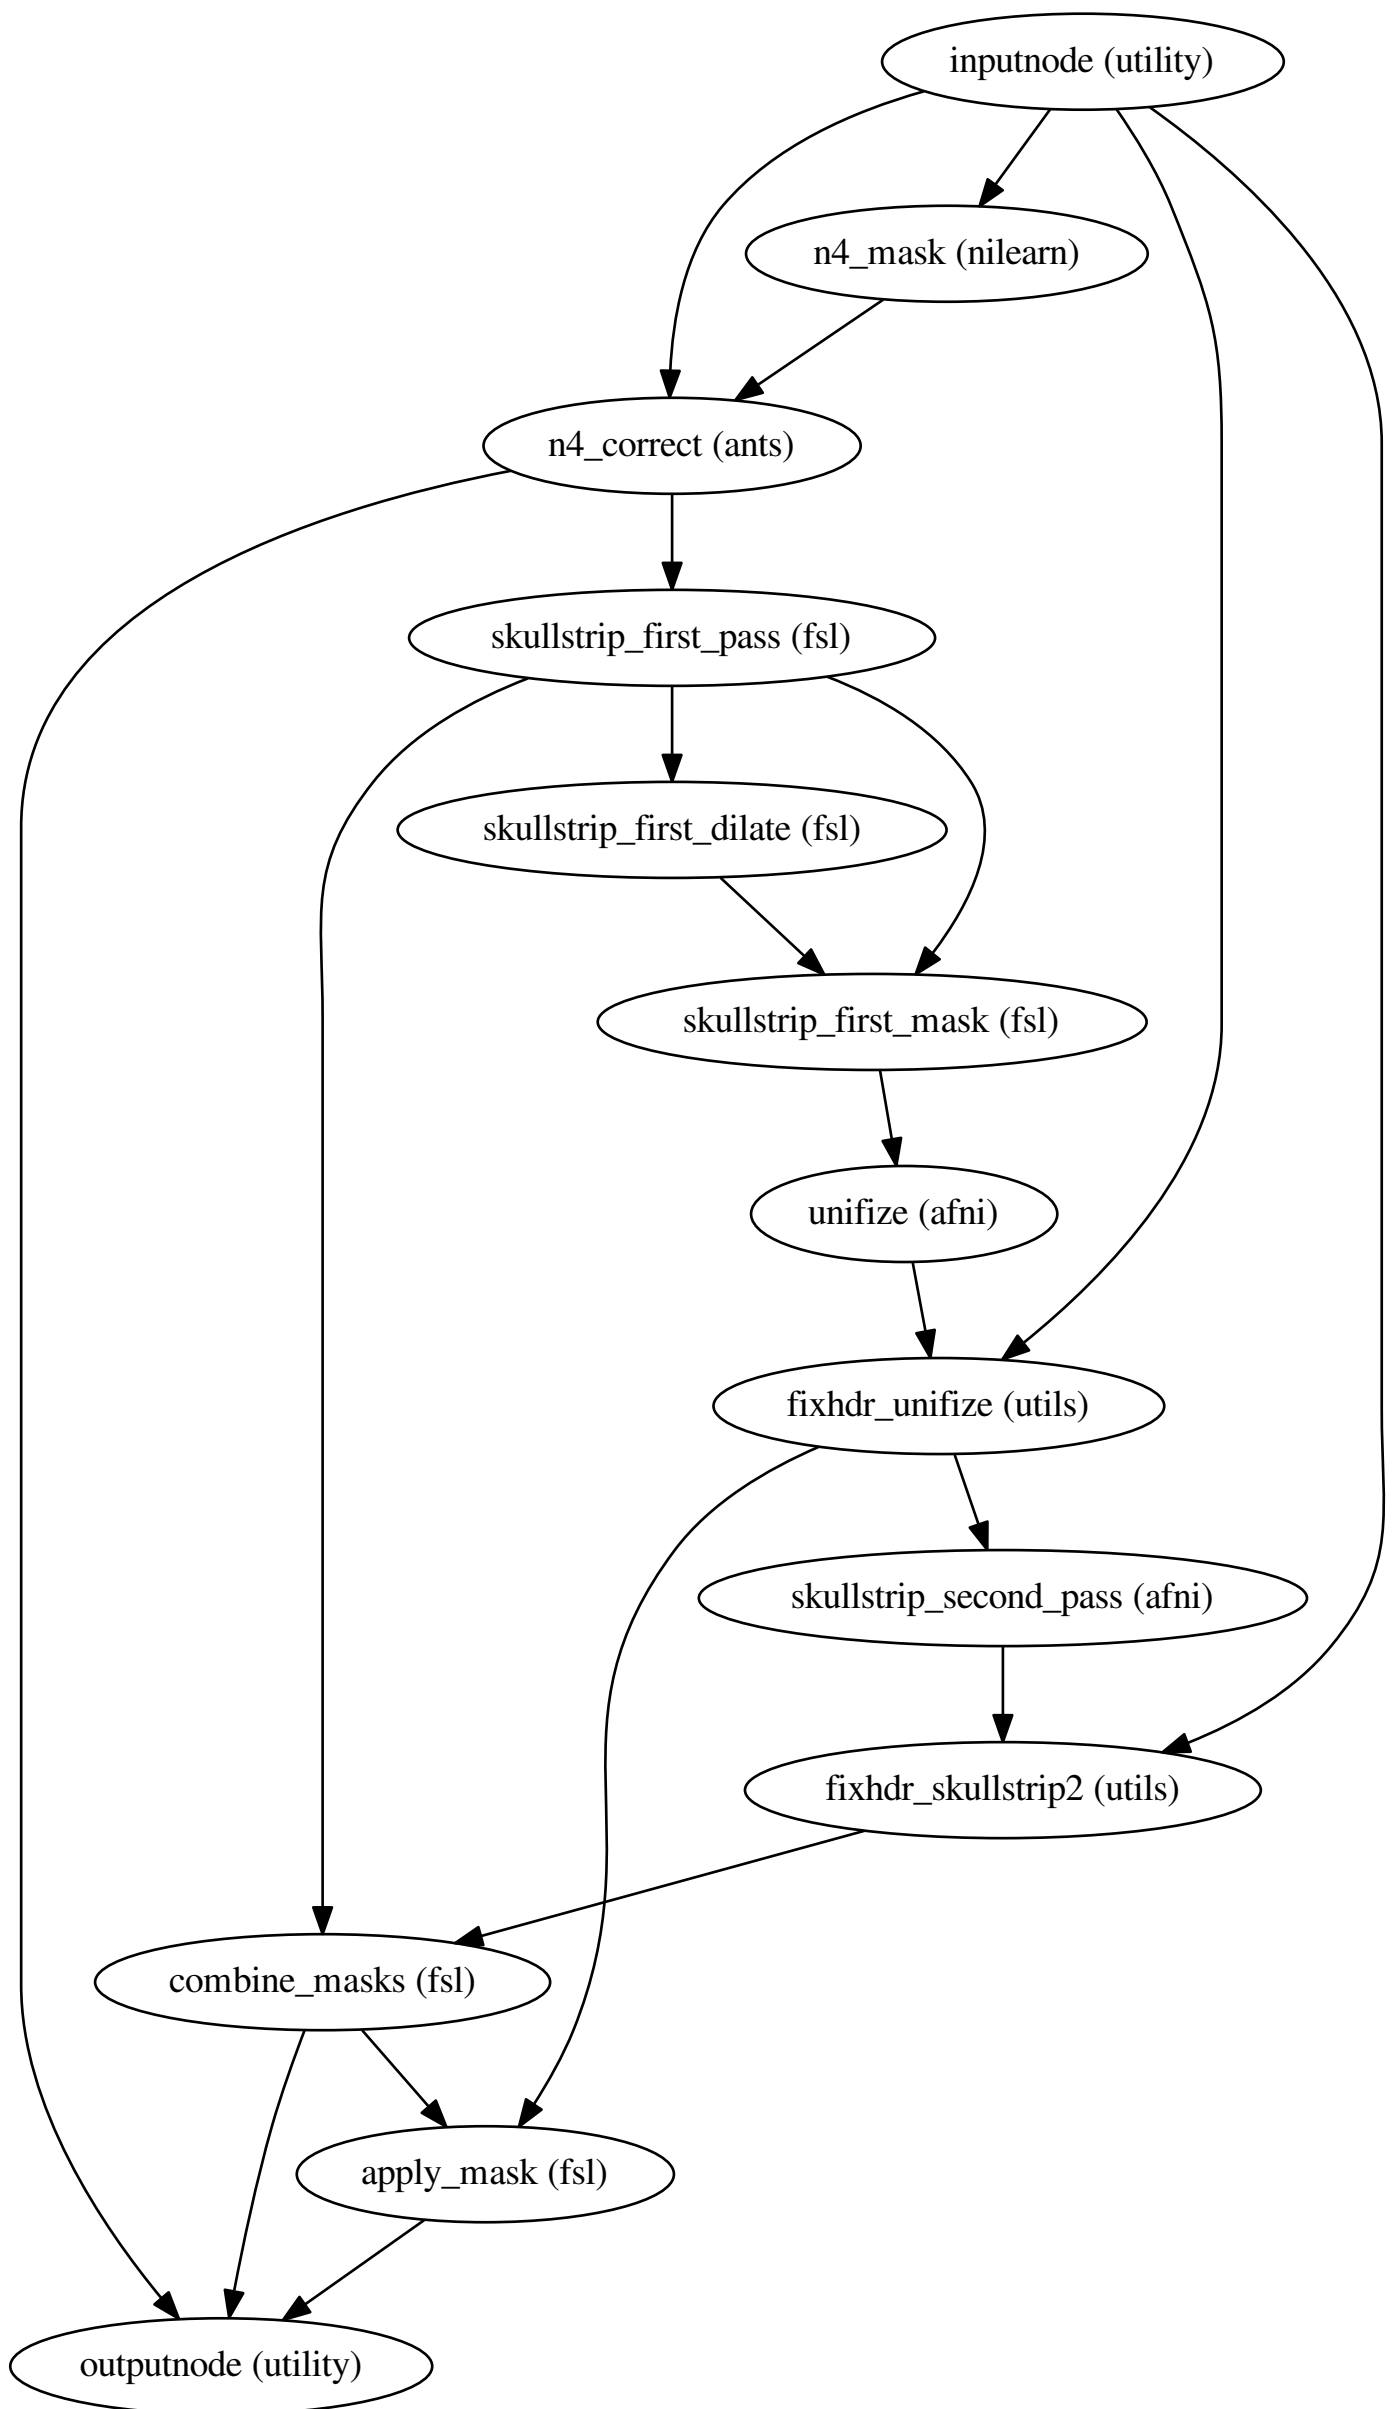 inputnode (utility)
n4_mask (nilearn)
n4_correct (ants)
skullstrip_first_pass (fsl)
skullstrip_first_dilate (fsl)
skullstrip_first_mask (fsl)
unifize (afni)
fixhdr_unifize (utils)
skullstrip_second_pass (afni)
fixhdr_skullstrip2 (utils)
combine_masks (fsl)
apply_mask (fsl)
outputnode (utility)